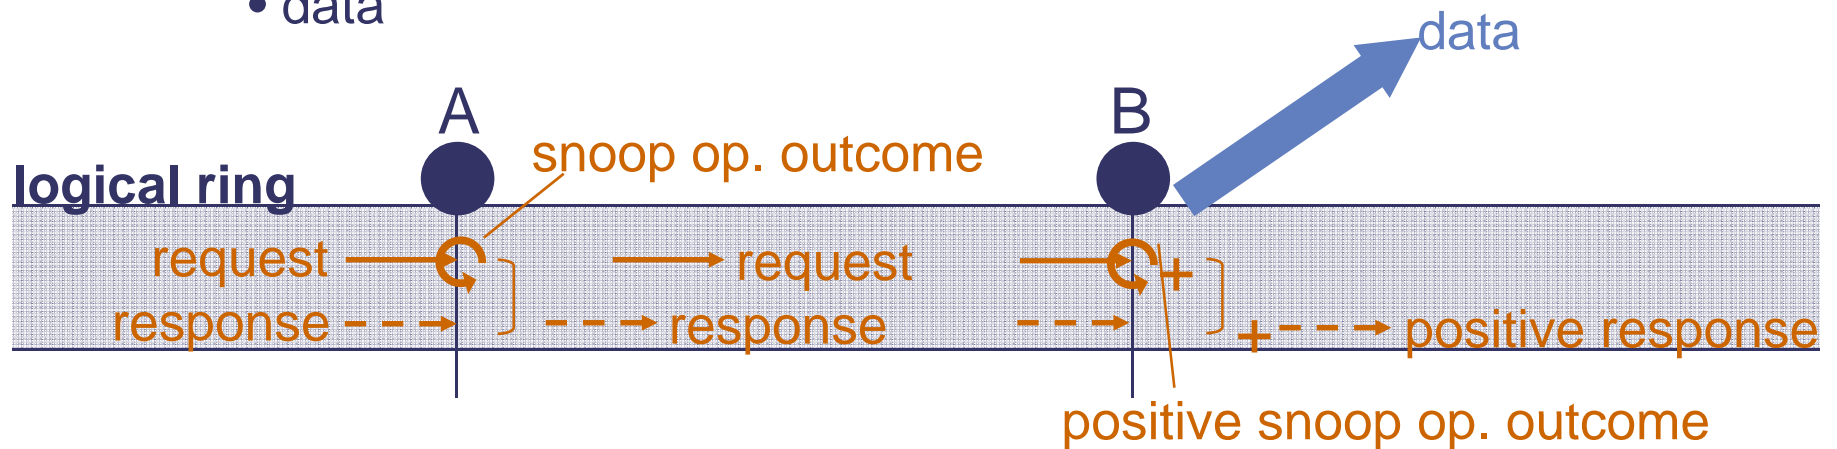 • data
data
A
B
snoop op. outcome
logical ring
request
request
+
response
response
+
positive response
positive snoop op. outcome